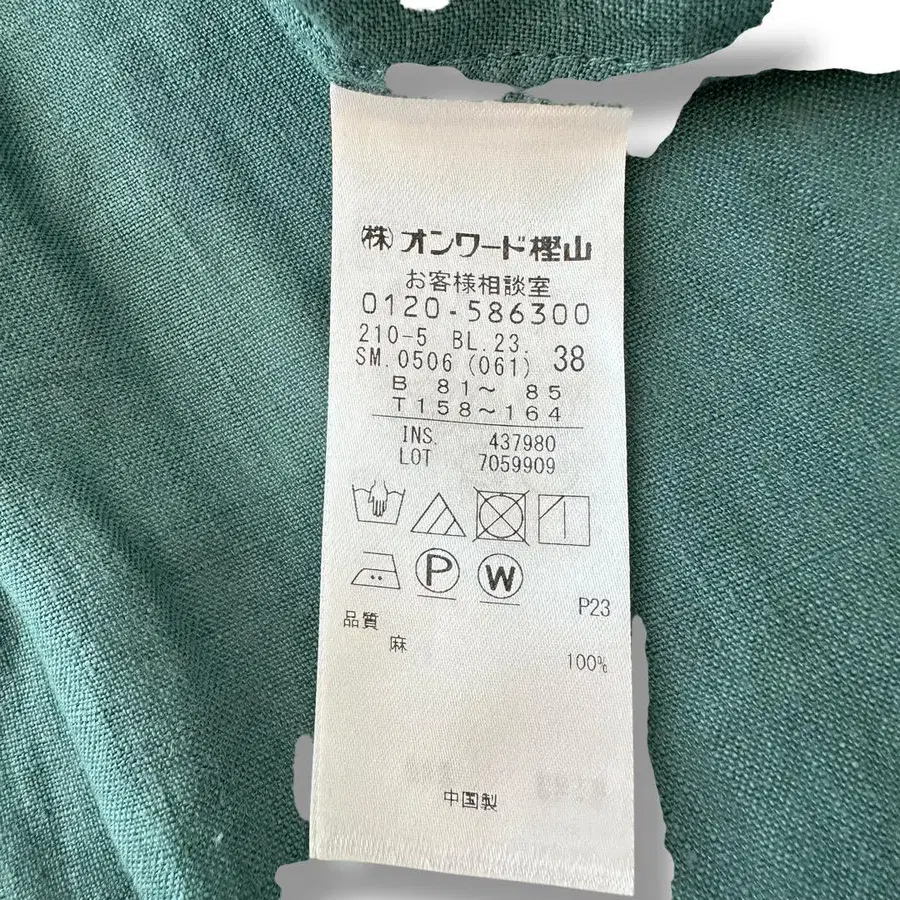 ㈱オンワード樫山
お客様相談室
0120-586300
210-5 BL.23. 38
SM.0506(061)
B 81～ 85
T158～164
INS. 437980
LOT 7059909
P W
P23
品質
麻 100%
中国製